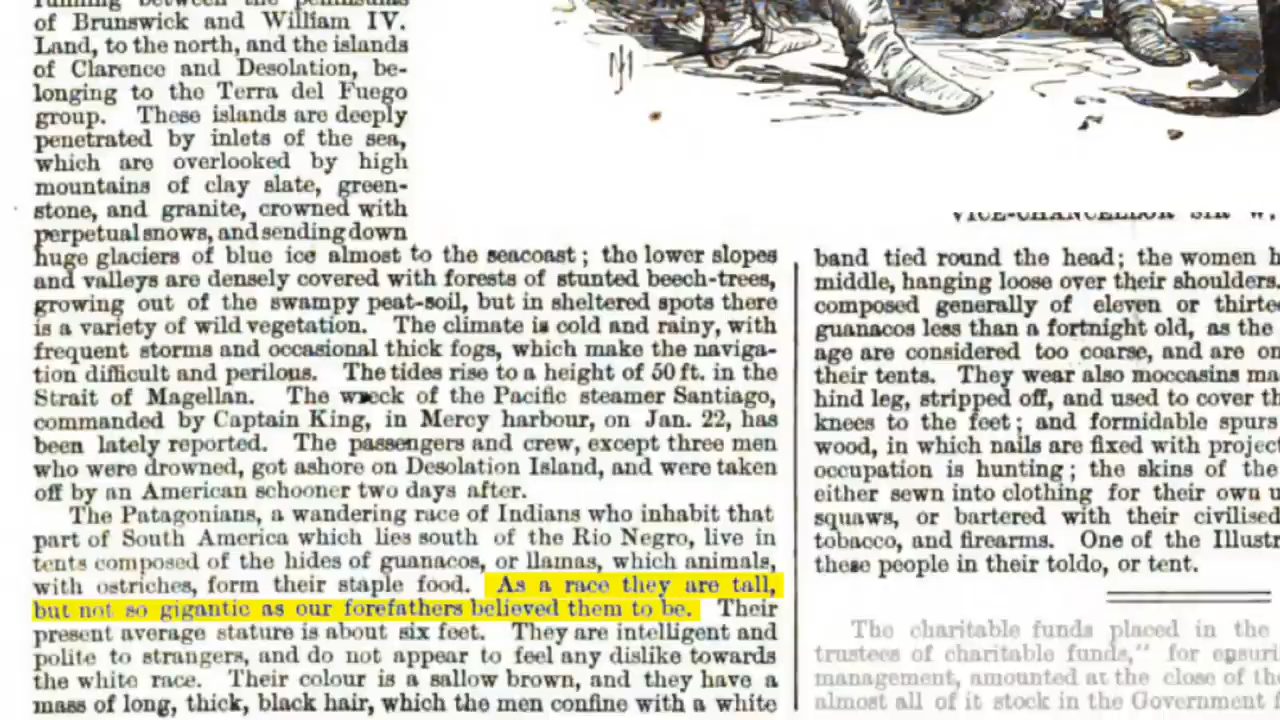 running between the peninsulas
of Brunswick and William IV.
Land, to the north, and the islands
of Clarence and Desolation, be-
longing to the Terra del Fuego
group. These islands are deeply
penetrated by inlets of the sea,
which are overlooked by high
mountains of clay slate, green-
stone, and granite, crowned with
perpetual snows, and sending down
huge glaciers of blue ice almost to the seacoast; the lower slopes
and valleys are densely covered with forests of stunted beech-trees,
growing out of the swampy peat-soil, but in sheltered spots there
is a variety of wild vegetation. The climate is cold and rainy, with
frequent storms and occasional thick fogs, which make the naviga-
tion difficult and perilous. The tides rise to a height of 50 ft. in the
Strait of Magellan. The wreck of the Pacific steamer Santiago,
commanded by Captain King, in Mercy harbour, on Jan. 22, has
been lately reported. The passengers and crew, except three men
who were drowned, got ashore on Desolation Island, and were taken
off by an American schooner two days after.
The Patagonians, a wandering race of Indians who inhabit that
part of South America which lies south of the Rio Negro, live in
tents composed of the hides of guanacos, or llamas, which animals,
with ostriches, form their staple food. As a race they are tall,
but not so gigantic as our forefathers believed them to be. Their
present average stature is about six feet. They are intelligent and
polite to strangers, and do not appear to feel any dislike towards
the white race. Their colour is a sallow brown, and they have a
mass of long, thick, black hair, which the men confine with a white
VICE-CHANCELLOR SIR W.
band tied round the head; the women
middle, hanging loose over their shoulders.
composed generally of eleven or
guanacos less than a fortnight old, as the
age are considered too coarse, and are
their tents. They wear also moccasins
hind leg, stripped off, and used to cover
knees to the feet; and formidable spurs
wood, in which nails are fixed with
occupation is hunting; the skins of the
either sewn into clothing for their own
squaws, or bartered with their civilised
tobacco, and firearms. One of the
these people in their toldo, or tent.
The charitable funds placed in the
trustees of charitable funds," for
management, amounted at the close of
almost all of it stock in the Government